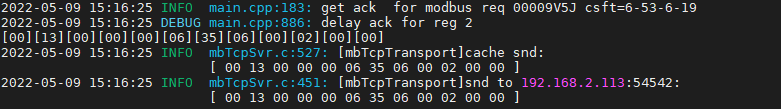 2022-05-09 15:16:25 INFO  main.cpp:183: get ack  for modbus req 00009V5J csft=6-53-6-19
2022-05-09 15:16:25 DEBUG main.cpp:886: delay ack for reg 2
[00][13][00][00][00][06][35][06][00][02][00][00]
2022-05-09 15:16:25 INFO  mbTcpSvr.c:527: [mbTcpTransport]cache snd:
[ 00 13 00 00 00 06 35 06 00 02 00 00 ]
2022-05-09 15:16:25 INFO  mbTcpSvr.c:451: [mbTcpTransport]snd to 192.168.2.113:54542:
[ 00 13 00 00 00 06 35 06 00 02 00 00 ]